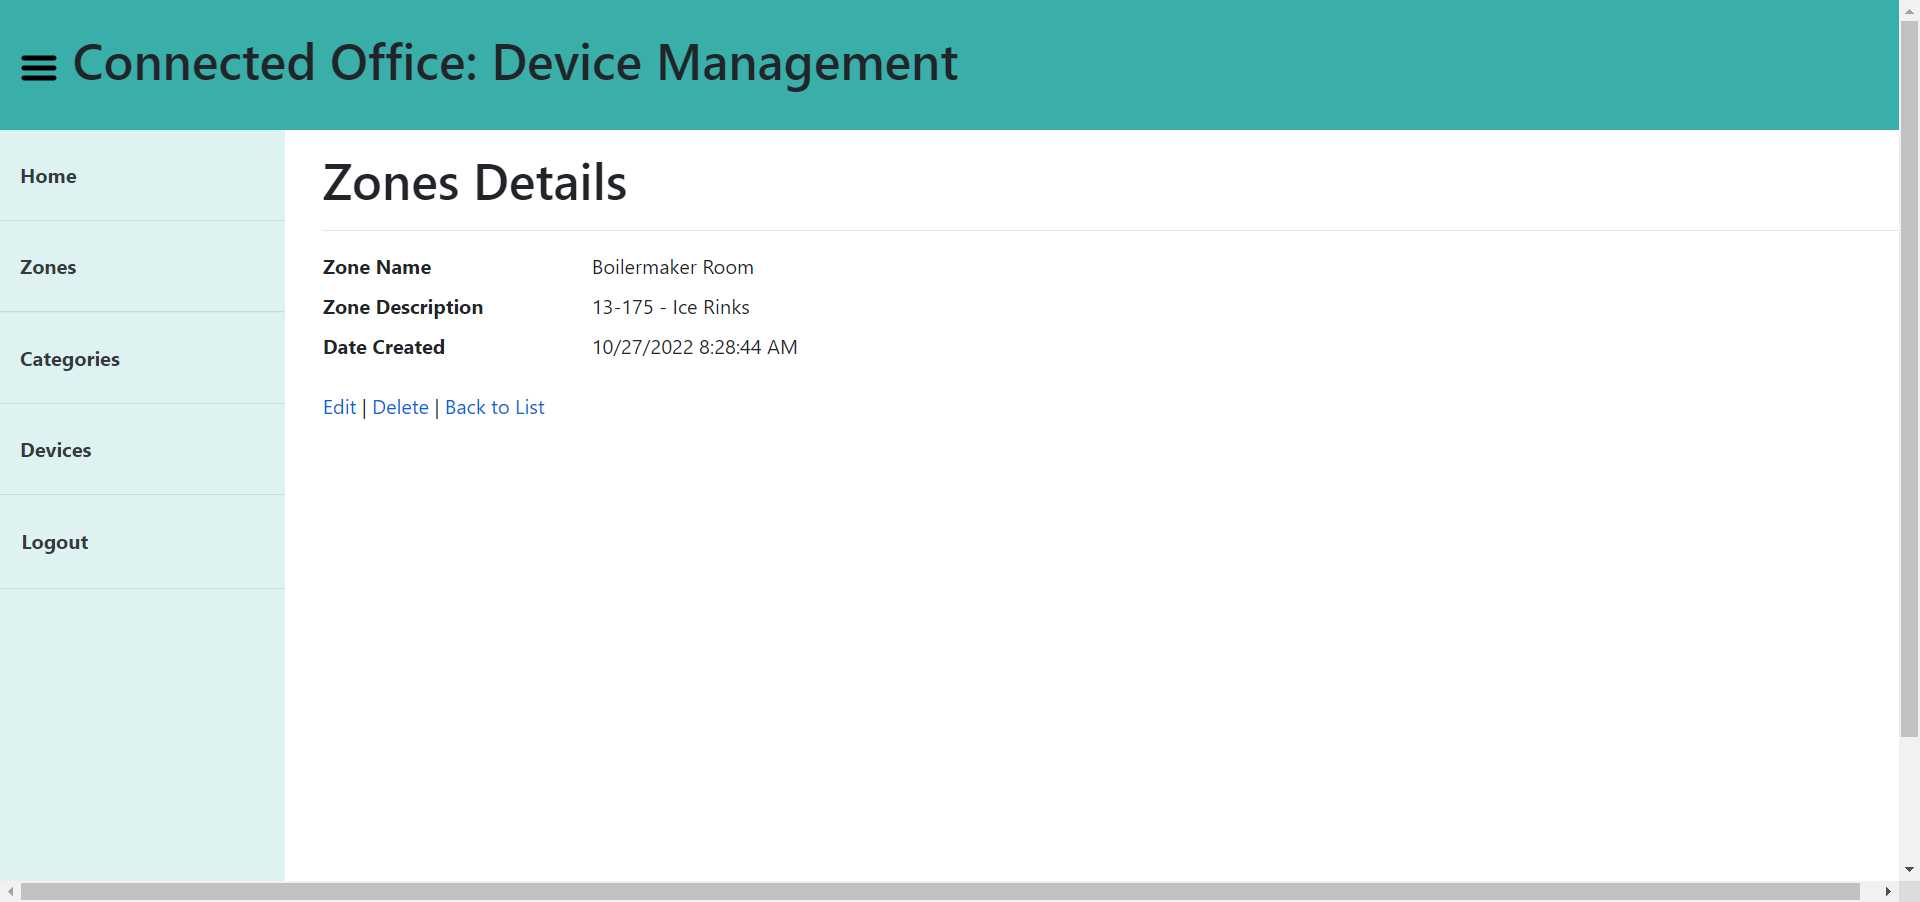 Connected Office: Device Management
Home
Zones
Categories
Devices
Logout
Zones Details
Zone Name Boilermaker Room
Zone Description 13-175 - Ice Rinks
Date Created 10/27/2022 8:28:44 AM
Edit | Delete | Back to List